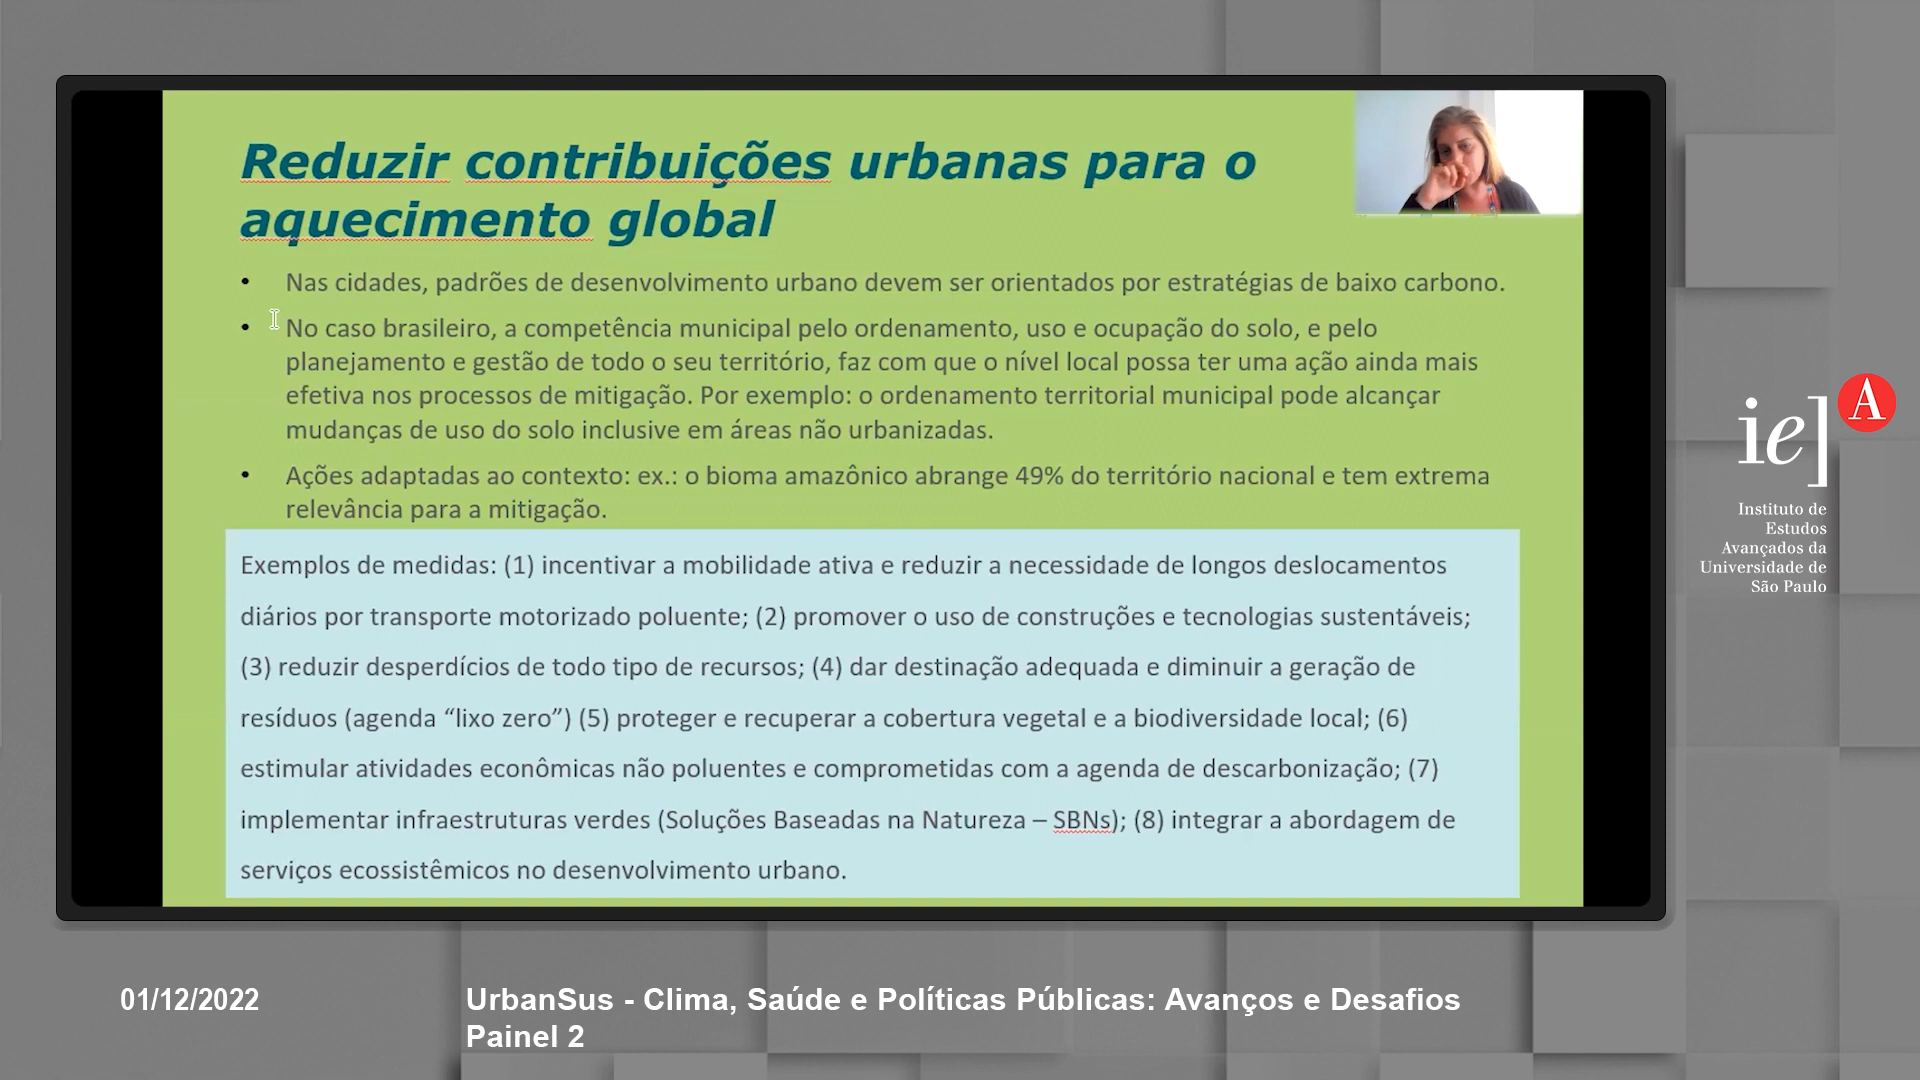 Reduzir contribuições urbanas para o
aquecimento global
• Nas cidades, padrões de desenvolvimento urbano devem ser orientados por estratégias de baixo carbono.
• No caso brasileiro, a competência municipal pelo ordenamento, uso e ocupação do solo, e pelo
planejamento e gestão de todo o seu território, faz com que o nível local possa ter uma ação ainda mais
efetiva nos processos de mitigação. Por exemplo: o ordenamento territorial municipal pode alcançar
mudanças de uso do solo inclusive em áreas não urbanizadas.
• Ações adaptadas ao contexto: ex.: o bioma amazônico abrange 49% do território nacional e tem extrema
relevância para a mitigação.
Exemplos de medidas: (1) incentivar a mobilidade ativa e reduzir a necessidade de longos deslocamentos
diários por transporte motorizado poluente; (2) promover o uso de construções e tecnologias sustentáveis;
(3) reduzir desperdícios de todo tipo de recursos; (4) dar destinação adequada e diminuir a geração de
resíduos (agenda “lixo zero”) (5) proteger e recuperar a cobertura vegetal e a biodiversidade local; (6)
estimular atividades econômicas não poluentes e comprometidas com a agenda de descarbonização; (7)
implementar infraestruturas verdes (Soluções Baseadas na Natureza – SBNs); (8) integrar a abordagem de
serviços ecossistêmicos no desenvolvimento urbano.
ie] A
Instituto de
Estudos
Avançados da
Universidade de
São Paulo
01/12/2022
UrbanSus - Clima, Saúde e Políticas Públicas: Avanços e Desafios
Painel 2